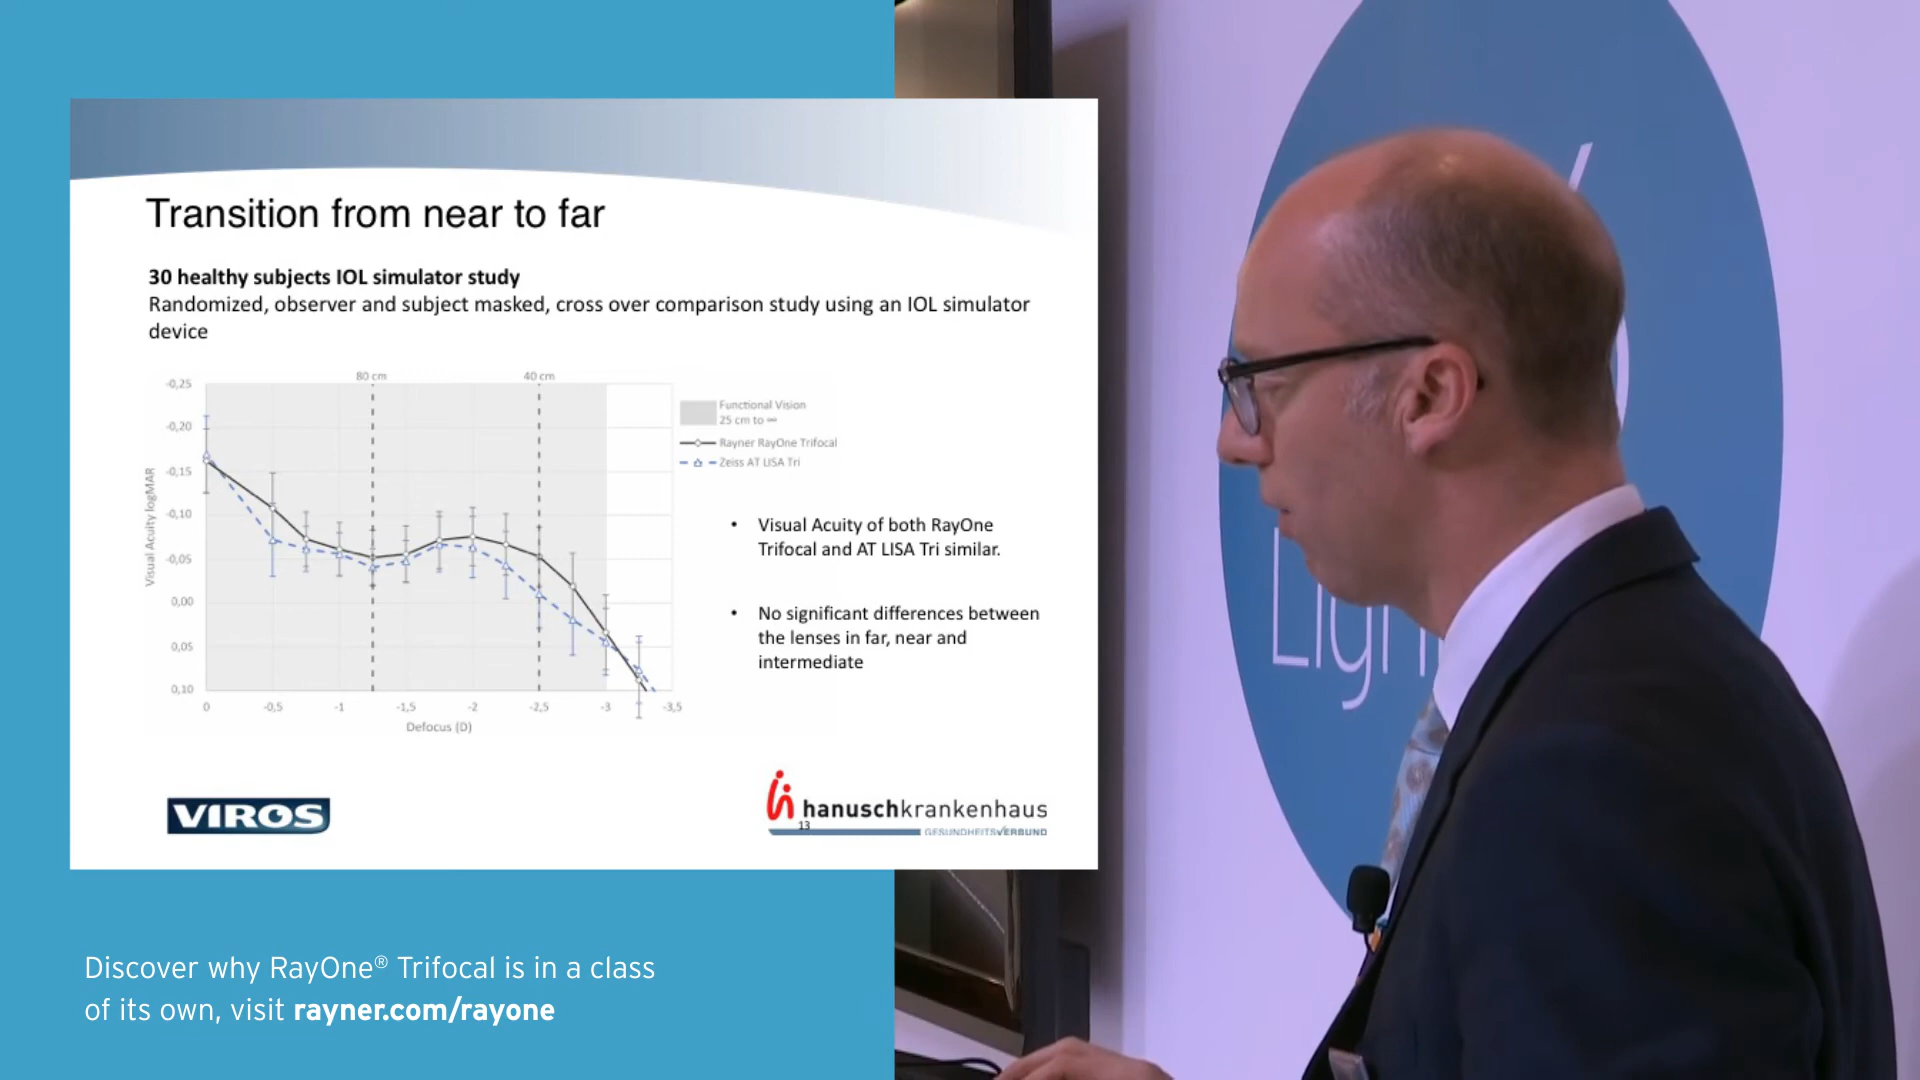 Transition from near to far
30 healthy subjects IOL simulator study
Randomized, observer and subject masked, cross over comparison study using an IOL simulator
device
80 cm
40 cm
-0,25
-0,20
-0,15
-0,10
-0,05
0,00
0,05
0,10
Visual Acuity logMAR
0
-0,5
-1
-1,5
-2
-2,5
-3
-3,5
Defocus (D)
Functional Vision
25 cm to ∞
Rayner RayOne Trifocal
Zeiss AT LISA Tri
• Visual Acuity of both RayOne
Trifocal and AT LISA Tri similar.
• No significant differences between
the lenses in far, near and
intermediate
VIROS
hanuschkrankenhaus
13
GESUNDHEITSVERBUND
Discover why RayOne® Trifocal is in a class
of its own, visit rayner.com/rayone